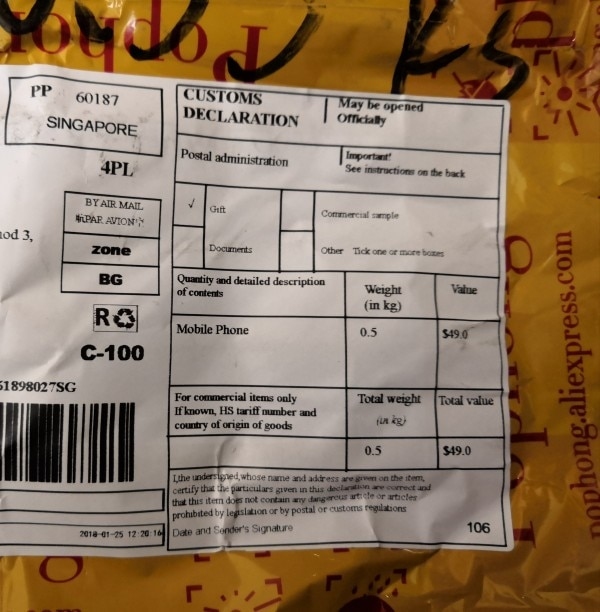 PP 60187
SINGAPORE
4PL
BY AIR MAIL
PAR AVION
zone
BG
R
C-100
51898027SG
2018-01-25 12:20:16
CUSTOMS
DECLARATION
May be opened
Officially
Postal administration
Important!
See instructions on the back
✓ Gift
Commercial sample
Documents
Other Tick one or more boxes
Quantity and detailed description
of contents
Weight
(in kg)
Value
Mobile Phone
0.5
$49.0
For commercial items only
If known, HS tariff number and
country of origin of goods
Total weight
(in kg)
Total value
0.5
$49.0
I,the undersigned,whose name and address are given on the item,
certify that the particulars given in this declaration are correct and
that this item does not contain any dangerous article or articles
prohibited by legislation or by postal or customs regulations
Date and Sender's Signature
106
pophong.aliexpress.com